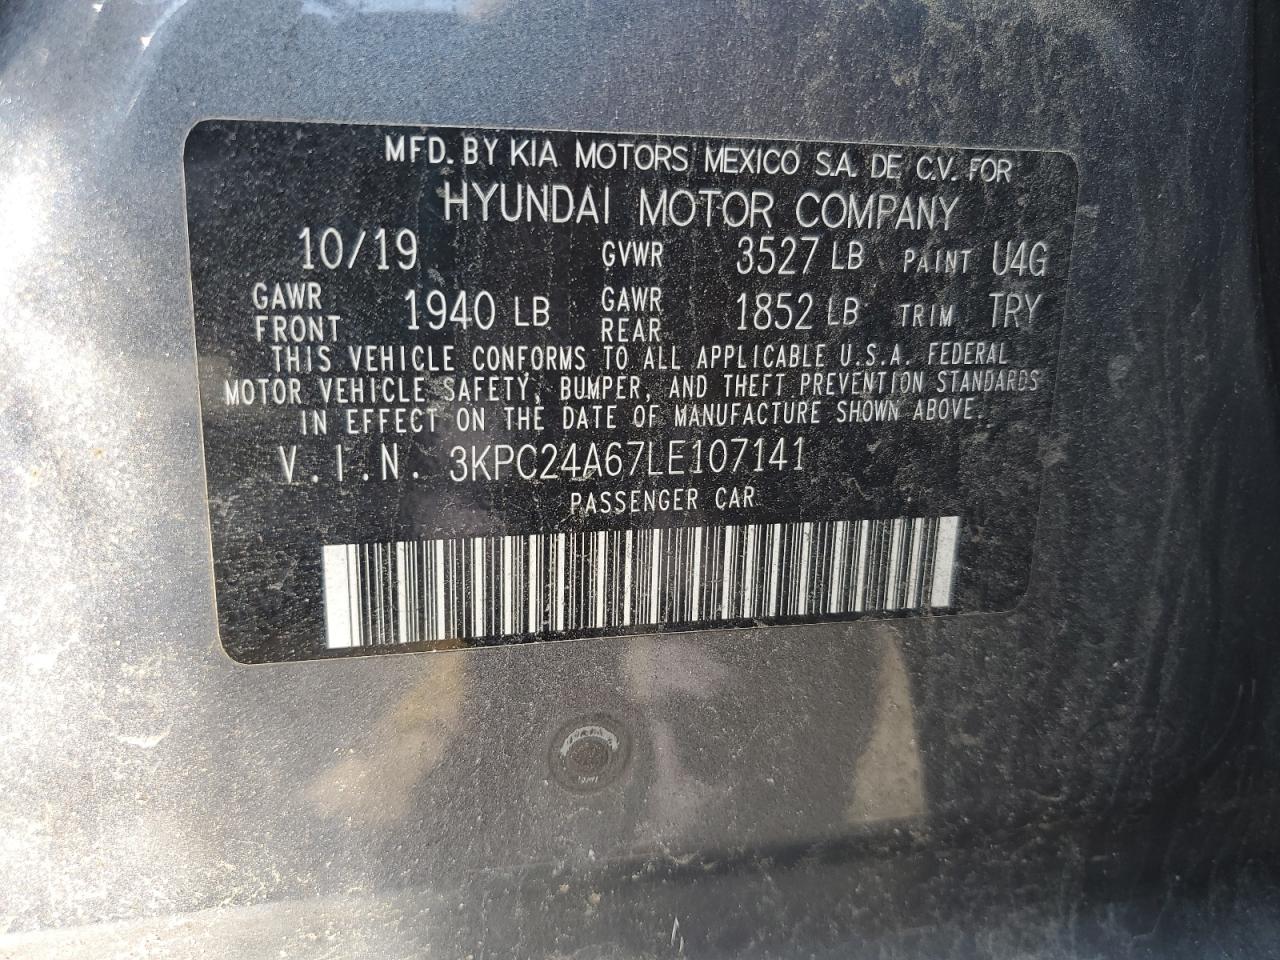 MFD. BY KIA MOTORS MEXICO S.A. DE C.V. FOR
HYUNDAI MOTOR COMPANY
10/19 GVWR 3527 LB PAINT U4G
GAWR FRONT 1940 LB GAWR REAR 1852 LB TRIM TRY
THIS VEHICLE CONFORMS TO ALL APPLICABLE U.S.A. FEDERAL
MOTOR VEHICLE SAFETY, BUMPER, AND THEFT PREVENTION STANDARDS
IN EFFECT ON THE DATE OF MANUFACTURE SHOWN ABOVE.
V.I.N. 3KPC24A67LE107141
PASSENGER CAR